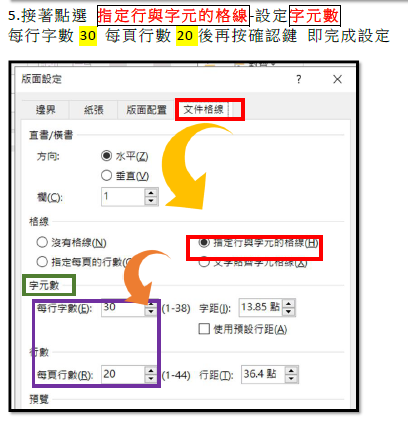 5.接著點選 指定行與字元的格線-設定字元數
每行字數 30 每頁行數 20後再按確認鍵 即完成設定
版面設定 ? ×
邊界 紙張 版面配置 文件格線
直書/橫書
方向: 水平(Z)
垂直(V)
欄(C): 1
格線
沒有格線(N) 指定行與字元的格線(H)
指定每頁的行數( 文字貼齊字元格線(X)
字元數
每行字數(E): 30 (1-38) 字距(I): 13.85 點
使用預設行距(A)
行數
每頁行數(R): 20 (1-44) 行距(T): 36.4 點
預覽